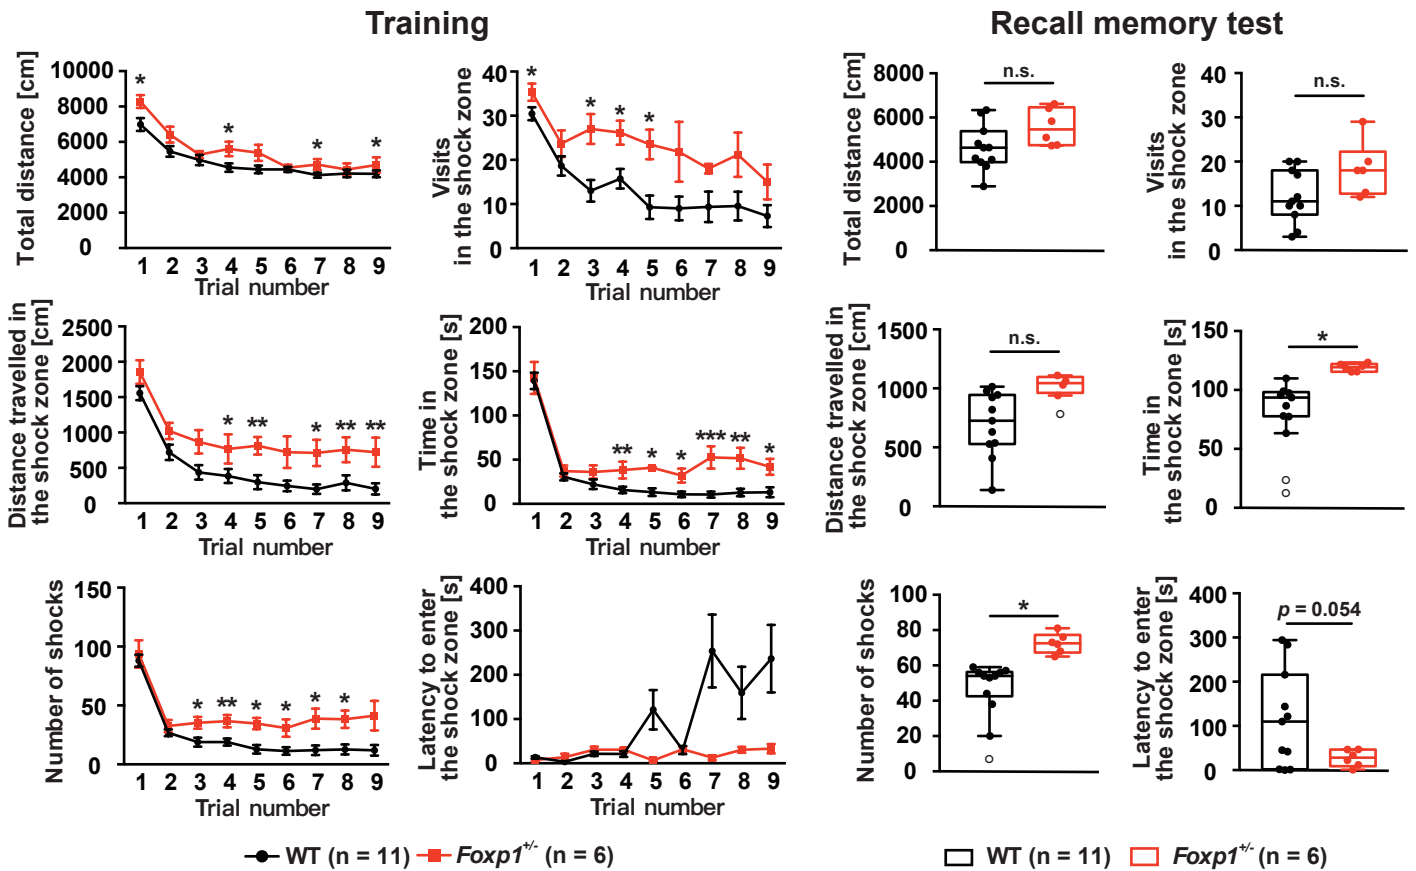 Training
Recall memory test
Total distance [cm]
10000
8000
6000
4000
2000
0
*
*
*
*
1 2 3 4 5 6 7 8 9
Trial number
Visits
in the shock zone
40
30
20
10
0
*
*
*
*
1 2 3 4 5 6 7 8 9
Trial number
Total distance [cm]
8000
6000
4000
2000
0
n.s.
Visits
in the shock zone
40
30
20
10
0
n.s.
Distance travelled in
the shock zone [cm]
2500
2000
1500
1000
500
0
*
**
*
**
**
1 2 3 4 5 6 7 8 9
Trial number
Time in
the shock zone [s]
200
150
100
50
0
**
*
*
***
**
*
1 2 3 4 5 6 7 8 9
Trial number
Distance travelled in
the shock zone [cm]
1500
1000
500
0
n.s.
Time in
the shock zone [s]
150
100
50
0
*
Number of shocks
150
100
50
0
*
**
*
*
*
*
1 2 3 4 5 6 7 8 9
Trial number
Latency to enter
the shock zone [s]
400
300
200
100
0
1 2 3 4 5 6 7 8 9
Trial number
Number of shocks
100
80
60
40
20
0
*
Latency to enter
the shock zone [s]
400
300
200
100
0
p = 0.054
WT (n = 11) Foxp1+/- (n = 6)
WT (n = 11) Foxp1+/- (n = 6)